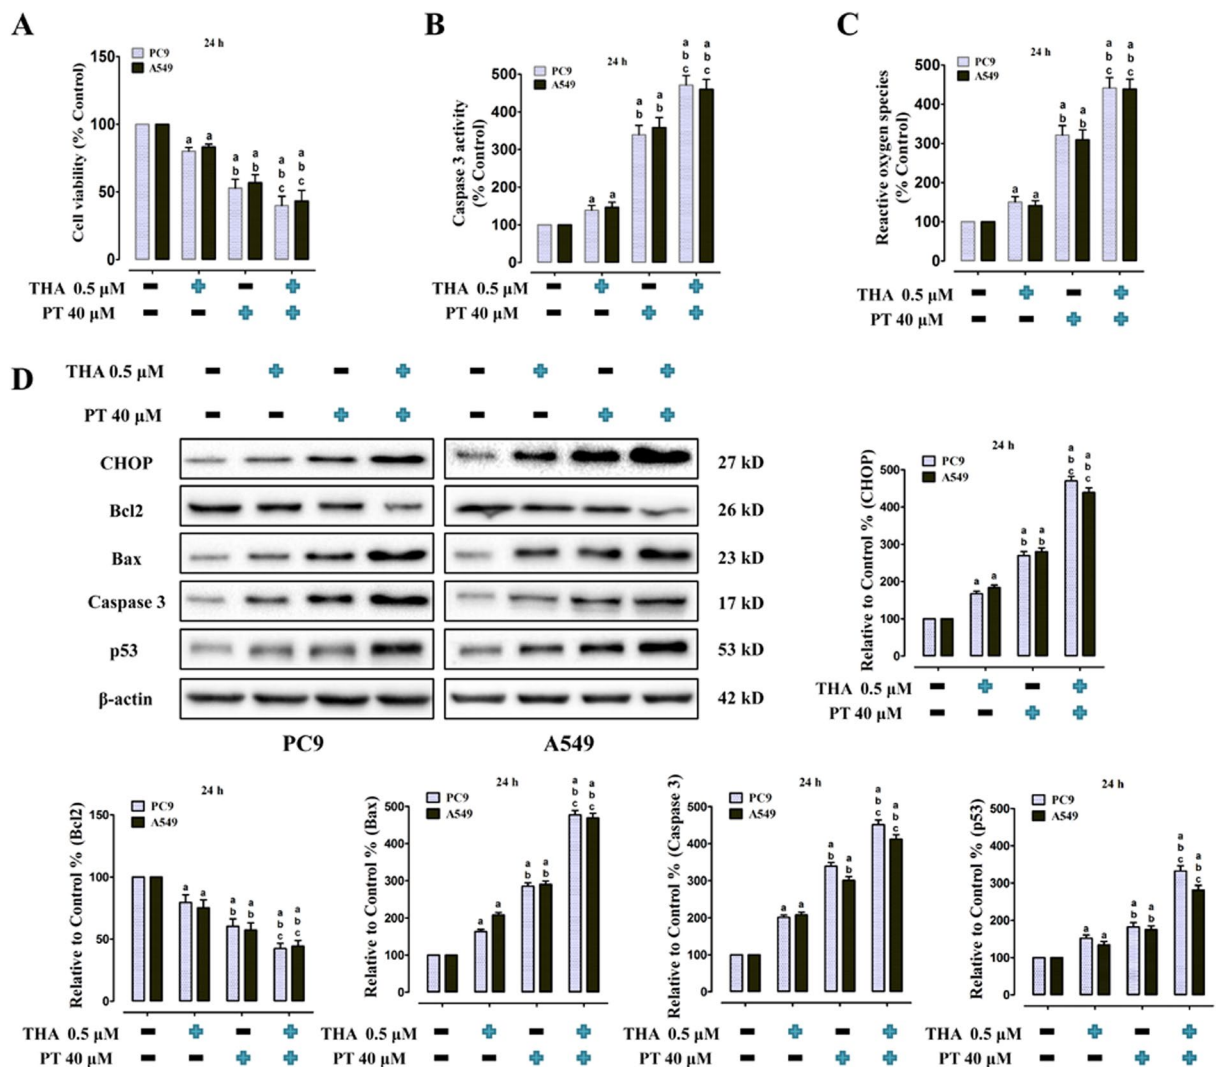 A
24 h
PC9
A549
Cell viability (% Control)
150
100
50
0
a a
a a
b b
a a
b b
c c
THA 0.5 μM
PT 40 μM
B
24 h
PC9
A549
Caspase 3 activity
(% Control)
500
400
300
200
100
0
a a
a a
b b
a a
b b
c c
THA 0.5 μM
PT 40 μM
C
24 h
PC9
A549
Reactive oxygen species
(% Control)
500
400
300
200
100
0
a a
a a
b b
a a
b b
c c
THA 0.5 μM
PT 40 μM
D
THA 0.5 μM
PT 40 μM
CHOP
27 kD
Bcl2
26 kD
Bax
23 kD
Caspase 3
17 kD
p53
53 kD
β-actin
42 kD
PC9
A549
24 h
PC9
A549
Relative to Control % (CHOP)
500
400
300
200
100
0
a a
a a
b b
a a
b b
c c
THA 0.5 μM
PT 40 μM
24 h
PC9
A549
Relative to Control % (Bcl2)
150
100
50
0
a a
a a
b b
a a
b b
c c
THA 0.5 μM
PT 40 μM
24 h
PC9
A549
Relative to Control % (Bax)
500
400
300
200
100
0
a a
a a
b b
a a
b b
c c
THA 0.5 μM
PT 40 μM
24 h
PC9
A549
Relative to Control % (Caspase 3)
500
400
300
200
100
0
a a
a a
b b
a a
b b
c c
THA 0.5 μM
PT 40 μM
24 h
PC9
A549
Relative to Control % (p53)
500
400
300
200
100
0
a a
a a
b b
a a
b b
c c
THA 0.5 μM
PT 40 μM